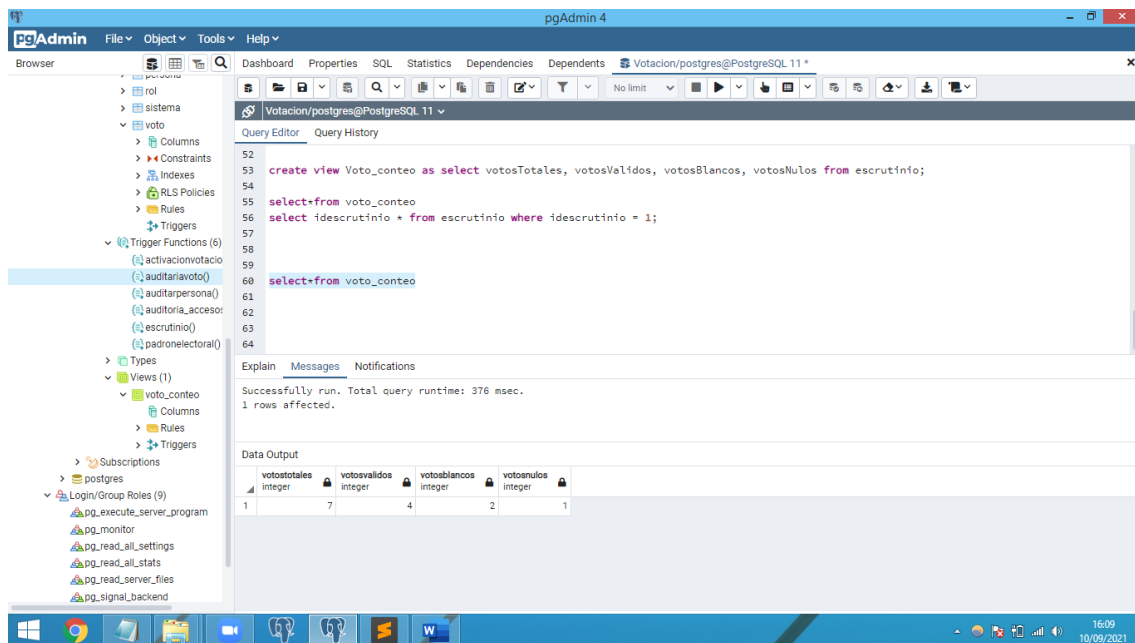 pgAdmin 4
pgAdmin File Object Tools Help
Browser
Dashboard Properties SQL Statistics Dependencies Dependents Votacion/postgres@PostgreSQL 11 *
No limit
Votacion/postgres@PostgreSQL 11
Query Editor Query History
persona
rol
sistema
voto
Columns
Constraints
Indexes
RLS Policies
Rules
Triggers
Trigger Functions (6)
activacionvotacio
auditariavoto()
auditarpersona()
auditoria_accesos
escrutinio()
padronelectoral()
Types
Views (1)
voto_conteo
Columns
Rules
Triggers
Subscriptions
postgres
Login/Group Roles (9)
pg_execute_server_program
pg_monitor
pg_read_all_settings
pg_read_all_stats
pg_read_server_files
pg_signal_backend
52
53 create view Voto_conteo as select votosTotales, votosValidos, votosBlancos, votosNulos from escrutinio;
54
55 select*from voto_conteo
56 select idescrutinio * from escrutinio where idescrutinio = 1;
57
58
59
60 select*from voto_conteo
61
62
63
64
Explain Messages Notifications
Successfully run. Total query runtime: 376 msec.
1 rows affected.
Data Output
votostotales votosvalidos votosblancos votosnulos
integer integer integer integer
1 7 4 2 1
16:09
10/09/2021